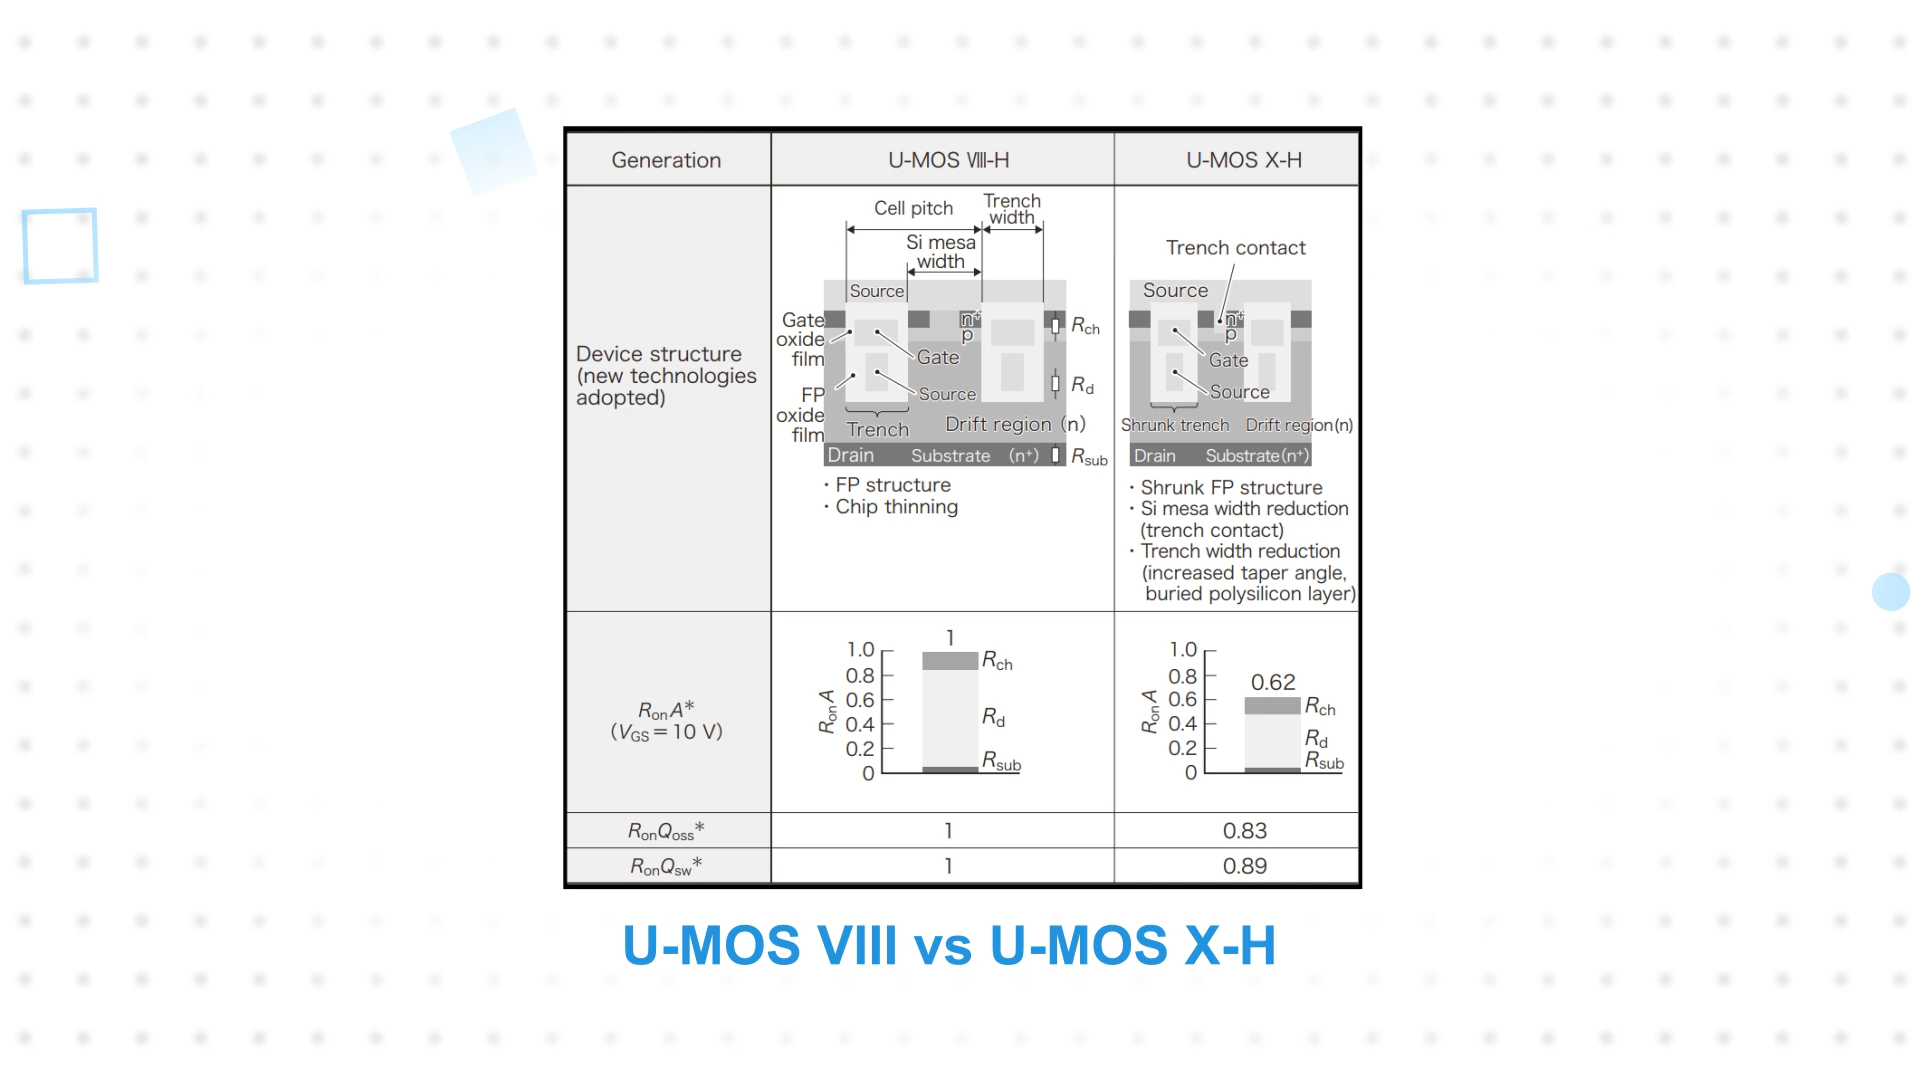 Generation
U-MOS Ⅷ-H
U-MOS X-H
Device structure
(new technologies
adopted)
Cell pitch
Trench
width
Si mesa
width
Source
Gate
oxide
film
FP
oxide
film
n+
p
Gate
Source
Trench
Drift region (n)
Drain
Substrate (n+)
Rch
Rd
Rsub
・FP structure
・Chip thinning
Trench contact
Source
n+
p
Gate
Source
Shrunk trench
Drift region(n)
Drain
Substrate(n+)
・Shrunk FP structure
・Si mesa width reduction
(trench contact)
・Trench width reduction
(increased taper angle,
buried polysilicon layer)
RonA*
(VGS=10 V)
1
1.0
0.8
0.6
0.4
0.2
0
RonA
Rch
Rd
Rsub
0.62
1.0
0.8
0.6
0.4
0.2
0
RonA
Rch
Rd
Rsub
RonQoss*
1
0.83
RonQsw*
1
0.89
U-MOS VIII vs U-MOS X-H